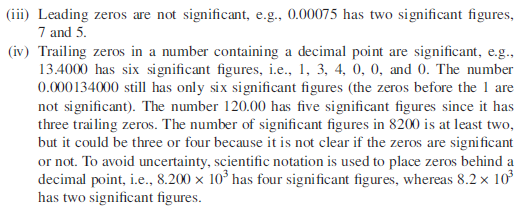 (iii) Leading zeros are not significant, e.g., 0.00075 has two significant figures,
7 and 5.
(iv) Trailing zeros in a number containing a decimal point are significant, e.g.,
13.4000 has six significant figures, i.e., 1, 3, 4, 0, 0, and 0. The number
0.000134000 still has only six significant figures (the zeros before the 1 are
not significant). The number 120.00 has five significant figures since it has
three trailing zeros. The number of significant figures in 8200 is at least two,
but it could be three or four because it is not clear if the zeros are significant
or not. To avoid uncertainty, scientific notation is used to place zeros behind a
decimal point, i.e., 8.200 × 10³ has four significant figures, whereas 8.2 × 10³
has two significant figures.